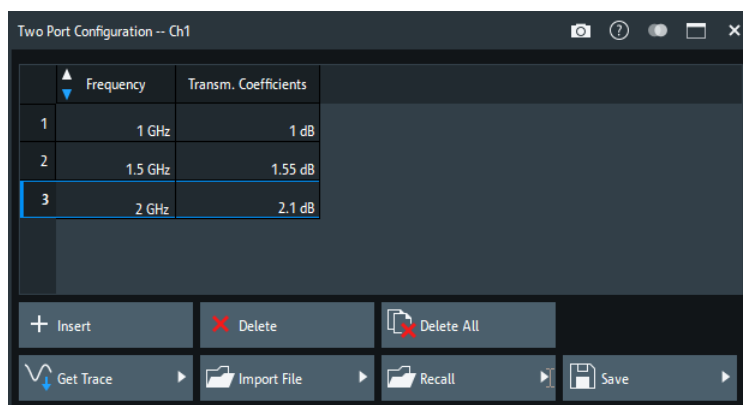 Two Port Configuration -- Ch1
Frequency Transm. Coefficients
1 1 GHz 1 dB
2 1.5 GHz 1.55 dB
3 2 GHz 2.1 dB
Insert Delete Delete All
Get Trace Import File Recall Save